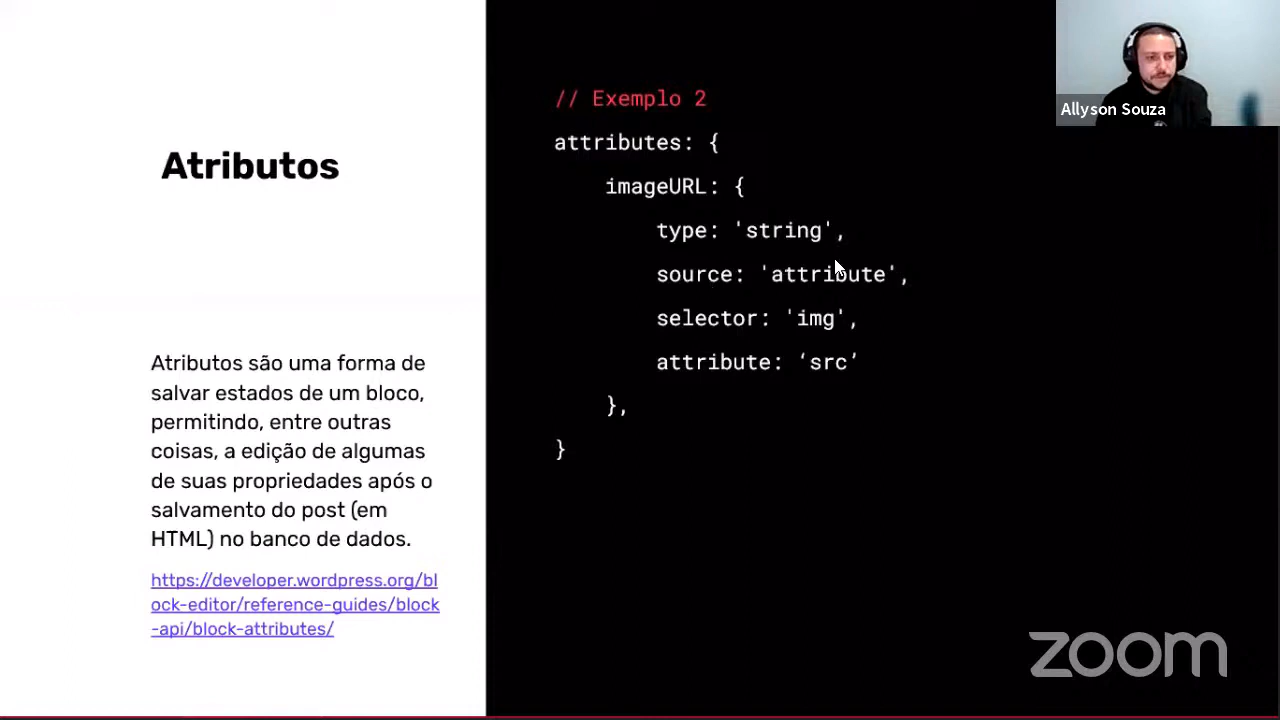 Atributos
Atributos são uma forma de
salvar estados de um bloco,
permitindo, entre outras
coisas, a edição de algumas
de suas propriedades após o
salvamento do post (em
HTML) no banco de dados.
https://developer.wordpress.org/bl
ock-editor/reference-guides/block
-api/block-attributes/
// Exemplo 2
attributes: {
imageURL: {
type: 'string',
source: 'attribute',
selector: 'img',
attribute: ‘src’
},
}
Allyson Souza
zoom